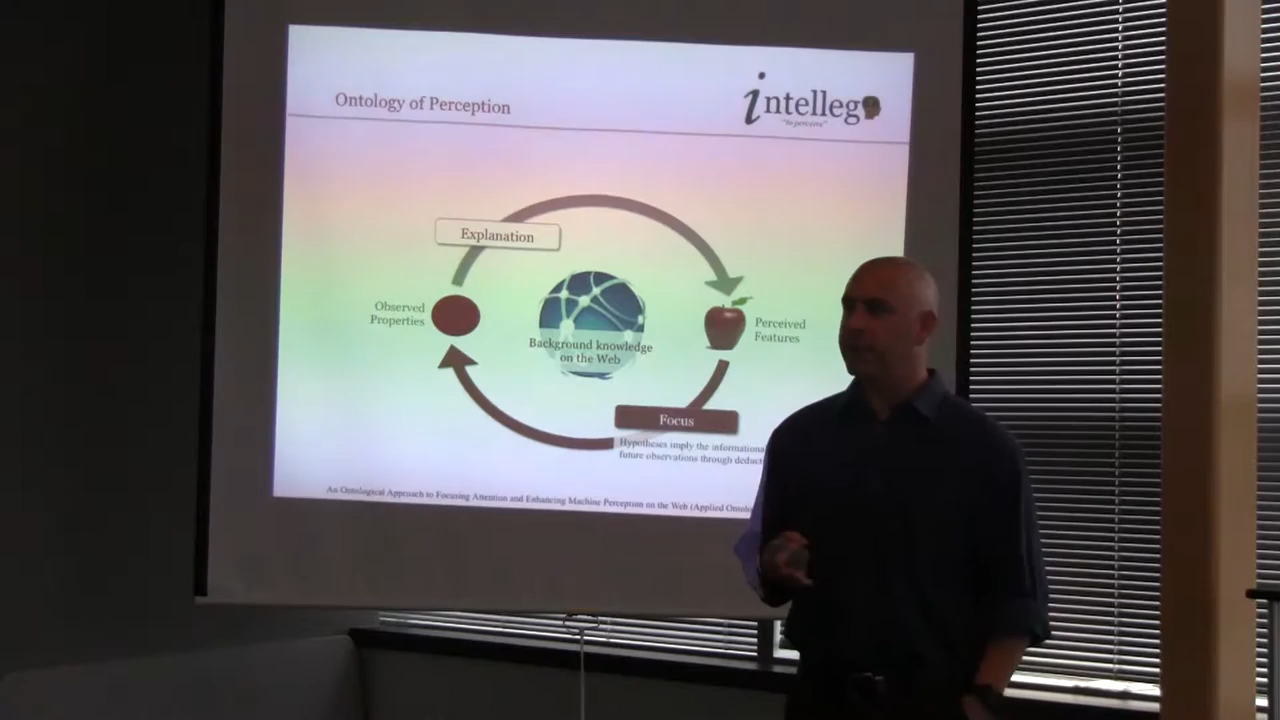 Ontology of Perception
intellego
"to perceive"
Explanation
Observed
Properties
Background knowledge
on the Web
Perceived
Features
Focus
Hypotheses imply the informational
future observations through
An Ontological Approach to Focusing Attention and Enhancing Machine Perception on the Web (Applied